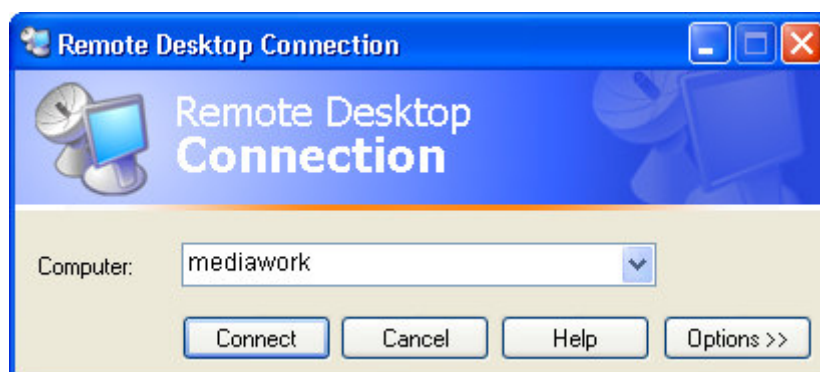 Remote Desktop Connection
Remote Desktop
Connection
Computer: mediawork
Connect Cancel Help Options >>